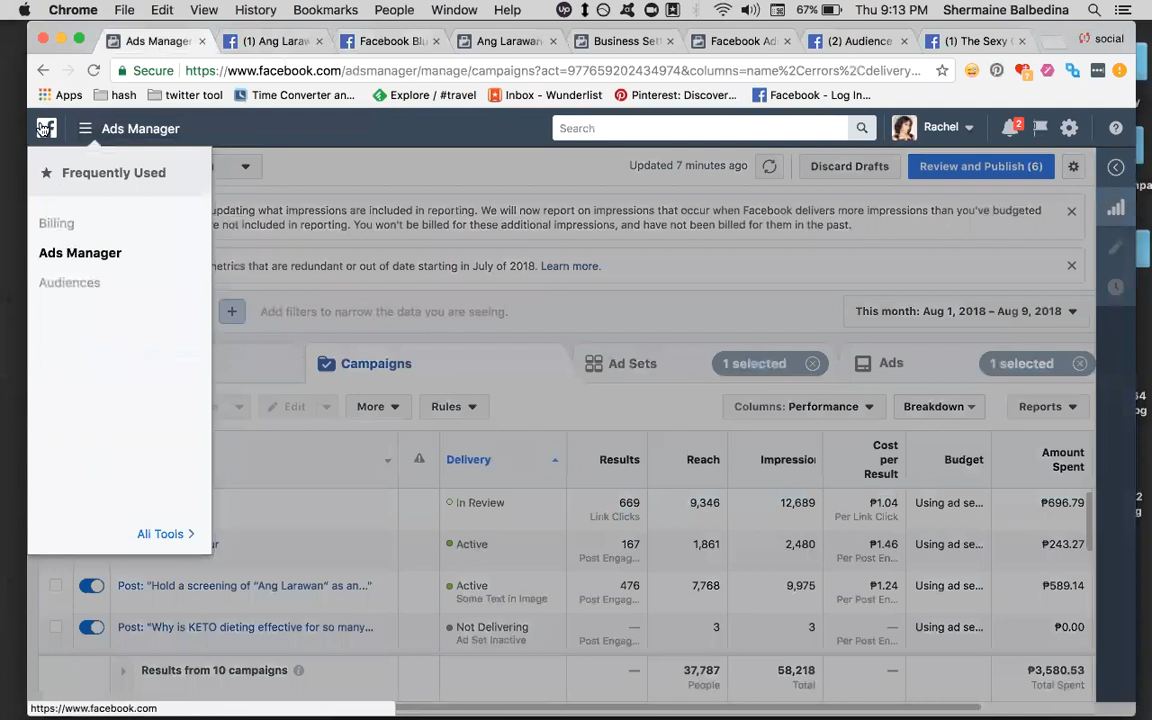 Chrome File Edit View History Bookmarks People Window Help 67% Thu 9:13 PM Shermaine Balbedina
Ads Manager (1) Ang Laraw Facebook Blu Ang Larawan Business Set Facebook Ad (2) Audience (1) The Sexy social
Secure https://www.facebook.com/adsmanager/manage/campaigns?act=977659202434974&columns=name%2Cerrors%2Cdelivery...
Apps hash twitter tool Time Converter an... Explore / #travel Inbox - Wunderlist Pinterest: Discover... Facebook - Log In...
Ads Manager Search Rachel 2
Frequently Used
Updated 7 minutes ago Discard Drafts Review and Publish (6)
updating what impressions are included in reporting. We will now report on impressions that occur when Facebook delivers more impressions than you've budgeted
re not included in reporting. You won't be billed for these additional impressions, and have not been billed for them in the past.
Billing
Ads Manager
metrics that are redundant or out of date starting in July of 2018. Learn more.
Audiences
+ Add filters to narrow the data you are seeing. This month: Aug 1, 2018 – Aug 9, 2018
Campaigns Ad Sets 1 selected Ads 1 selected
Edit More Rules Columns: Performance Breakdown Reports
Delivery Results Reach Impressio Cost per Result Budget Amount Spent
In Review 669 9,346 12,689 ₱1.04 Using ad se... ₱696.79
Link Clicks Per Link Click
All Tools
ur Active 167 1,861 2,480 ₱1.46 Using ad se... ₱243.27
Post Engag... Per Post En...
Post: "Hold a screening of “Ang Larawan” as an..." Active 476 7,768 9,975 ₱1.24 Using ad se... ₱589.14
Some Text in Image Post Engag... Per Post En...
Post: "Why is KETO dieting effective for so many... Not Delivering — 3 3 — Using ad se... ₱0.00
Ad Set Inactive Post Engag... Per Post En...
Results from 10 campaigns — 37,787 58,218 — ₱3,580.53
People Total Total Spent
https://www.facebook.com